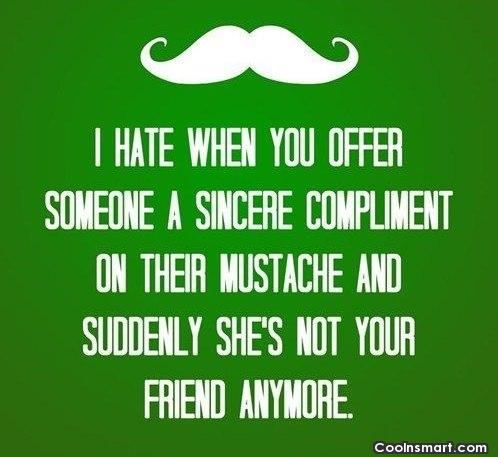 I HATE WHEN YOU OFFER
SOMEONE A SINCERE COMPLIMENT
ON THEIR MUSTACHE AND
SUDDENLY SHE'S NOT YOUR
FRIEND ANYMORE.
Coolnsmart.com